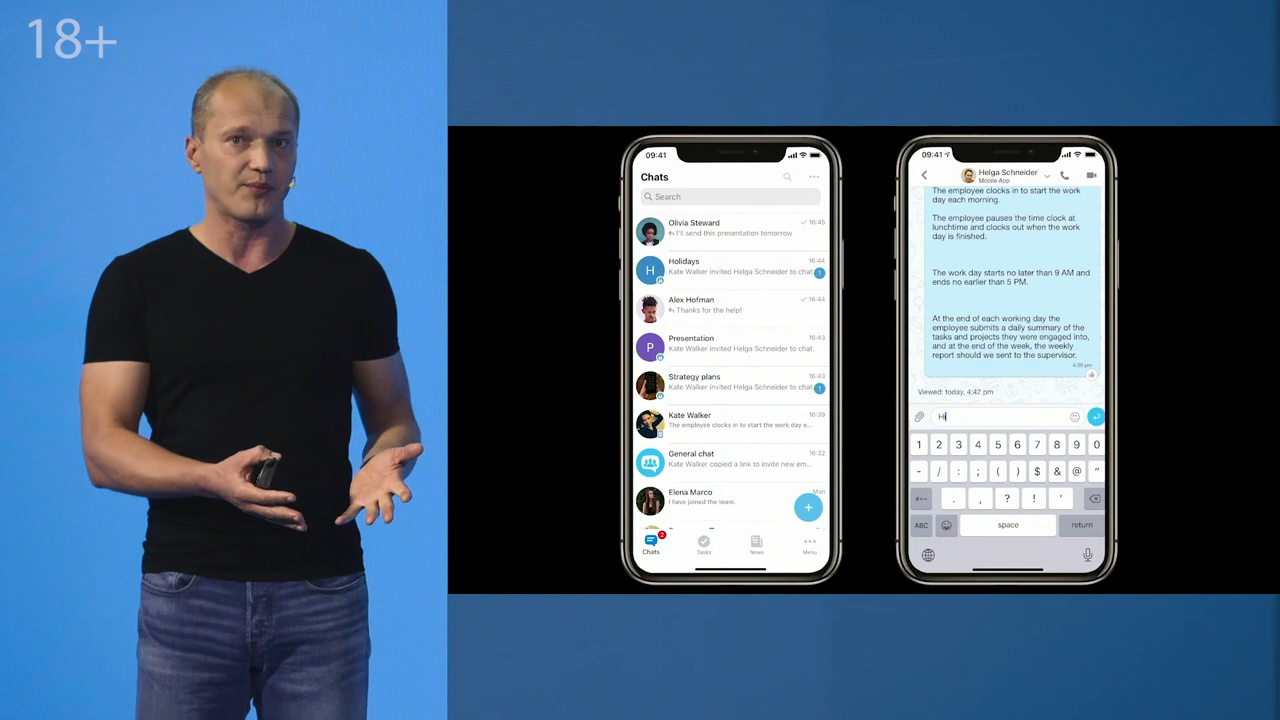 18+
09:41
Chats
Search
Olivia Steward
16:45
I'll send this presentation tomorrow
H
Holidays
16:44
Kate Walker invited Helga Schneider to chat
1
Alex Hofman
16:44
Thanks for the help!
P
Presentation
16:43
Kate Walker invited Helga Schneider to chat.
Strategy plans
16:43
Kate Walker invited Helga Schneider to chat
1
Kate Walker
16:39
The employee clocks in to start the work day e...
General chat
16:32
Kate Walker copied a link to invite new em...
Elena Marco
Mon
I have joined the team.
+
2
Chats
Tasks
News
Menu
09:41
Helga Schneider
Mobile App
The employee clocks in to start the work
day each morning.
The employee pauses the time clock at
lunchtime and clocks out when the work
day is finished.
The work day starts no later than 9 AM and
ends no earlier than 5 PM.
At the end of each working day the
employee submits a daily summary of the
tasks and projects they were engaged into,
and at the end of the week, the weekly
report should we sent to the supervisor.
4:39 pm
Viewed: today, 4:42 pm
Hi
1 2 3 4 5 6 7 8 9 0
- / : ; ( ) $ & @ "
#+= . , ? ! '
ABC space return